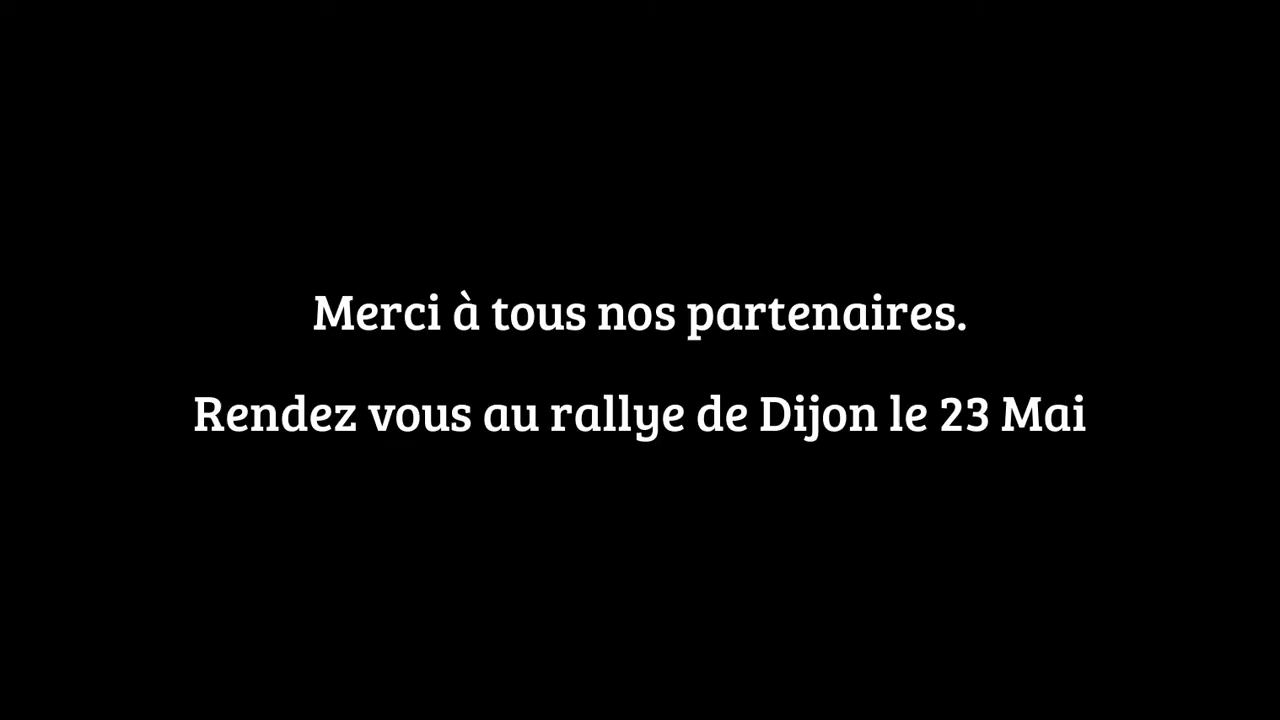 Merci à tous nos partenaires.
Rendez vous au rallye de Dijon le 23 Mai